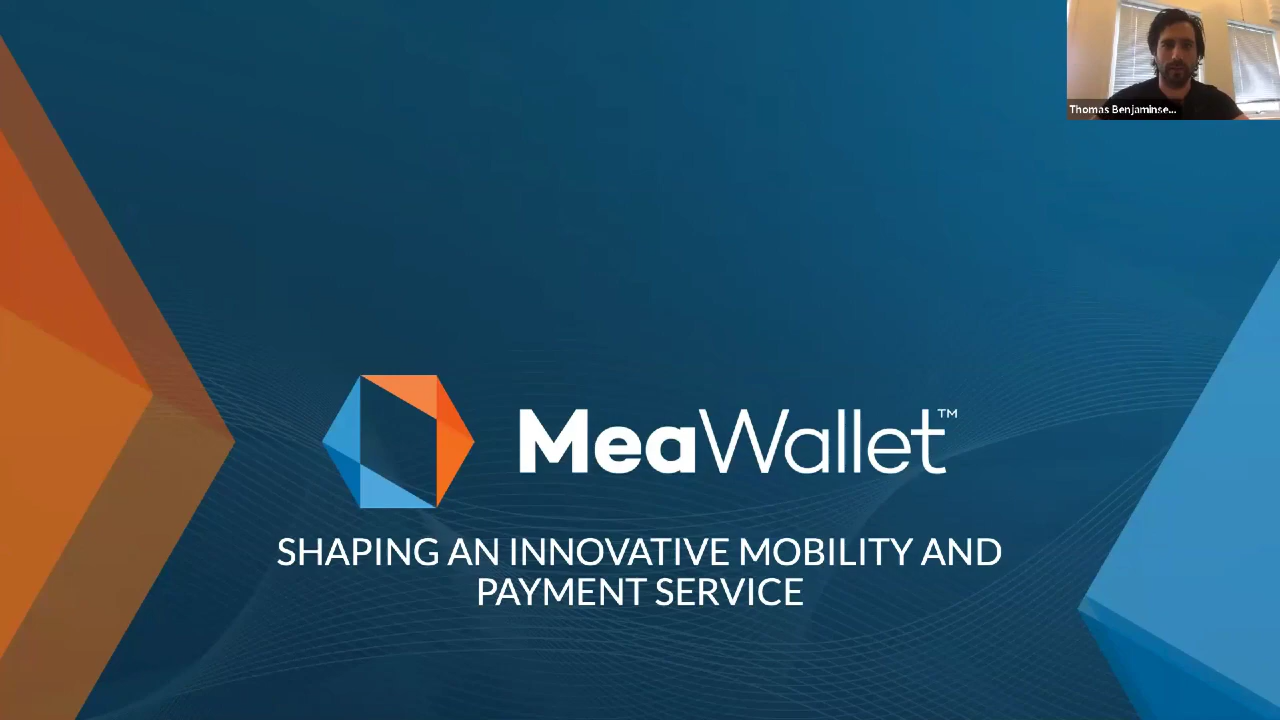 Thomas Benjaminse...
MeaWallet™
SHAPING AN INNOVATIVE MOBILITY AND
PAYMENT SERVICE